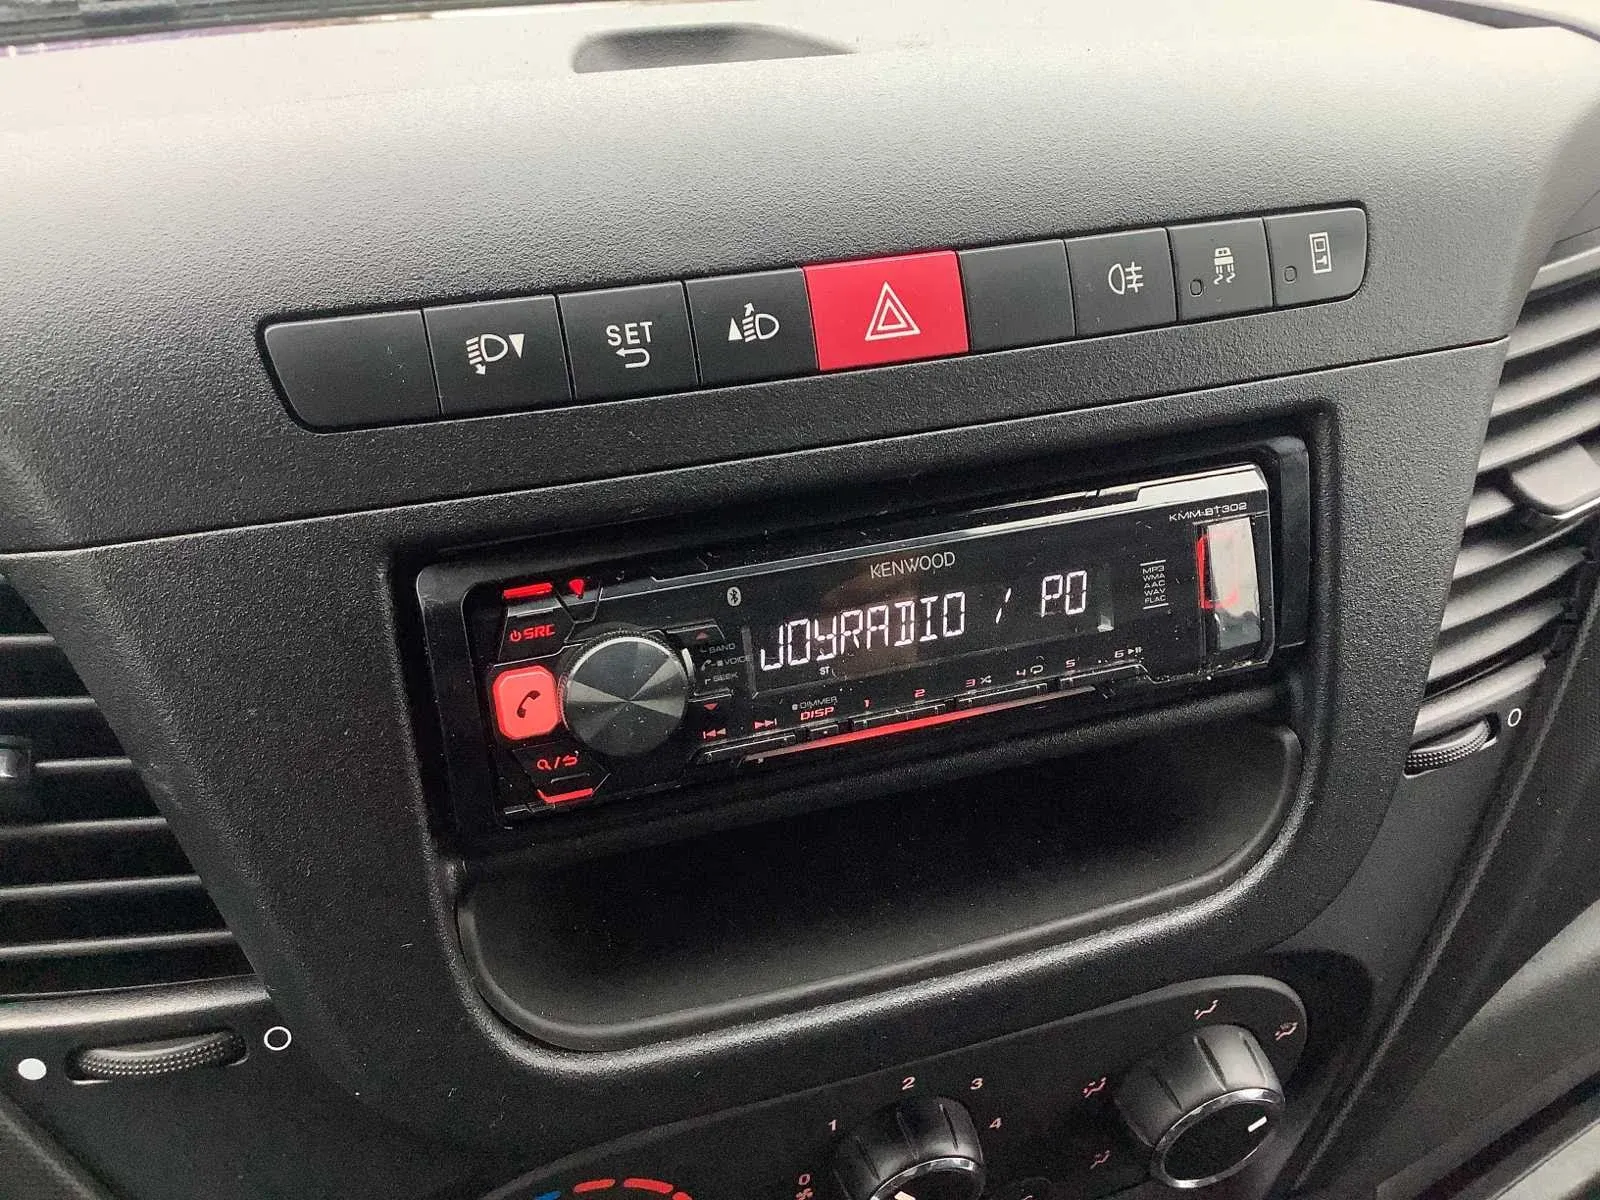 SET
KMM-BT302
KENWOOD
MP3
WMA
AAC
WAV
FLAC
JOYRADIO / PO
ST
SRC
BAND
VOICE
SEEK
DIMMER
DISP
1
2
3
4
5
6
0
1
2
3
4